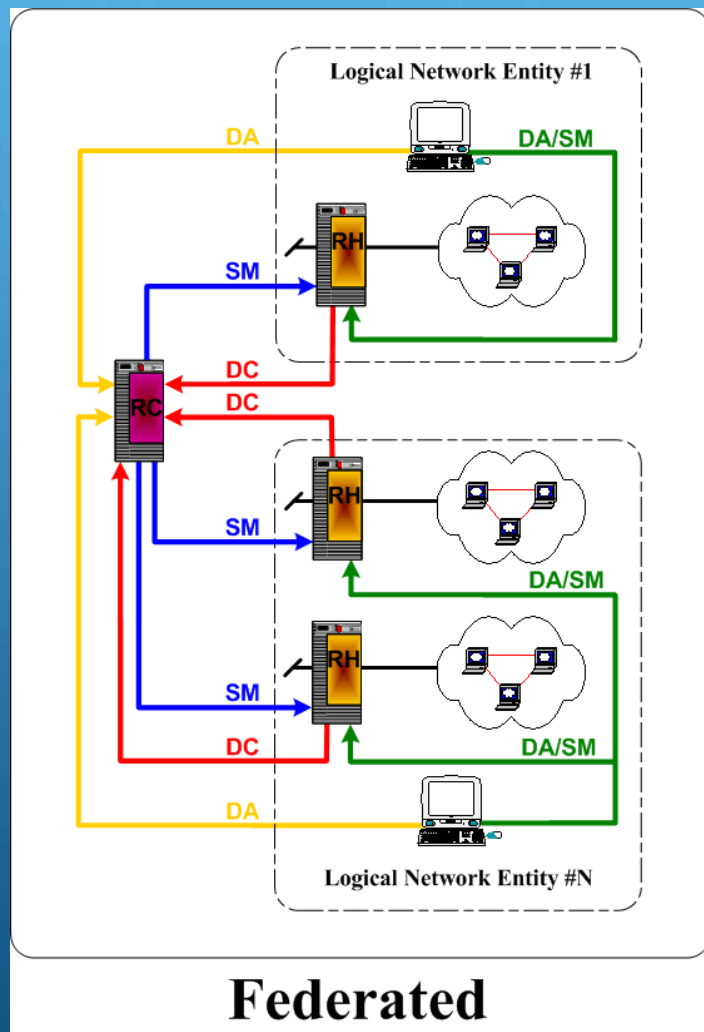 Logical Network Entity #1
DA
DA/SM
RH
SM
DC
RC
DC
RH
SM
DA/SM
RH
SM
DA/SM
DC
DA
Logical Network Entity #N
Federated